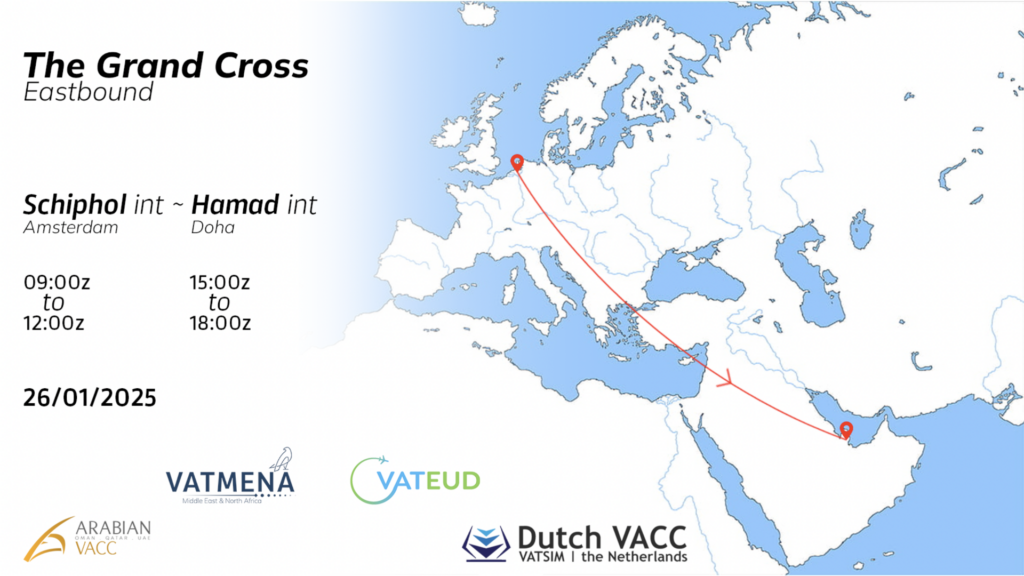 The Grand Cross
Eastbound
Schiphol int ~ Hamad int
Amsterdam Doha
09:00z 15:00z
to to
12:00z 18:00z
26/01/2025
VATMENA
Middle East & North Africa
VATEUD
ARABIAN
OMAN QATAR UAE
VACC
Dutch VACC
VATSIM | the Netherlands